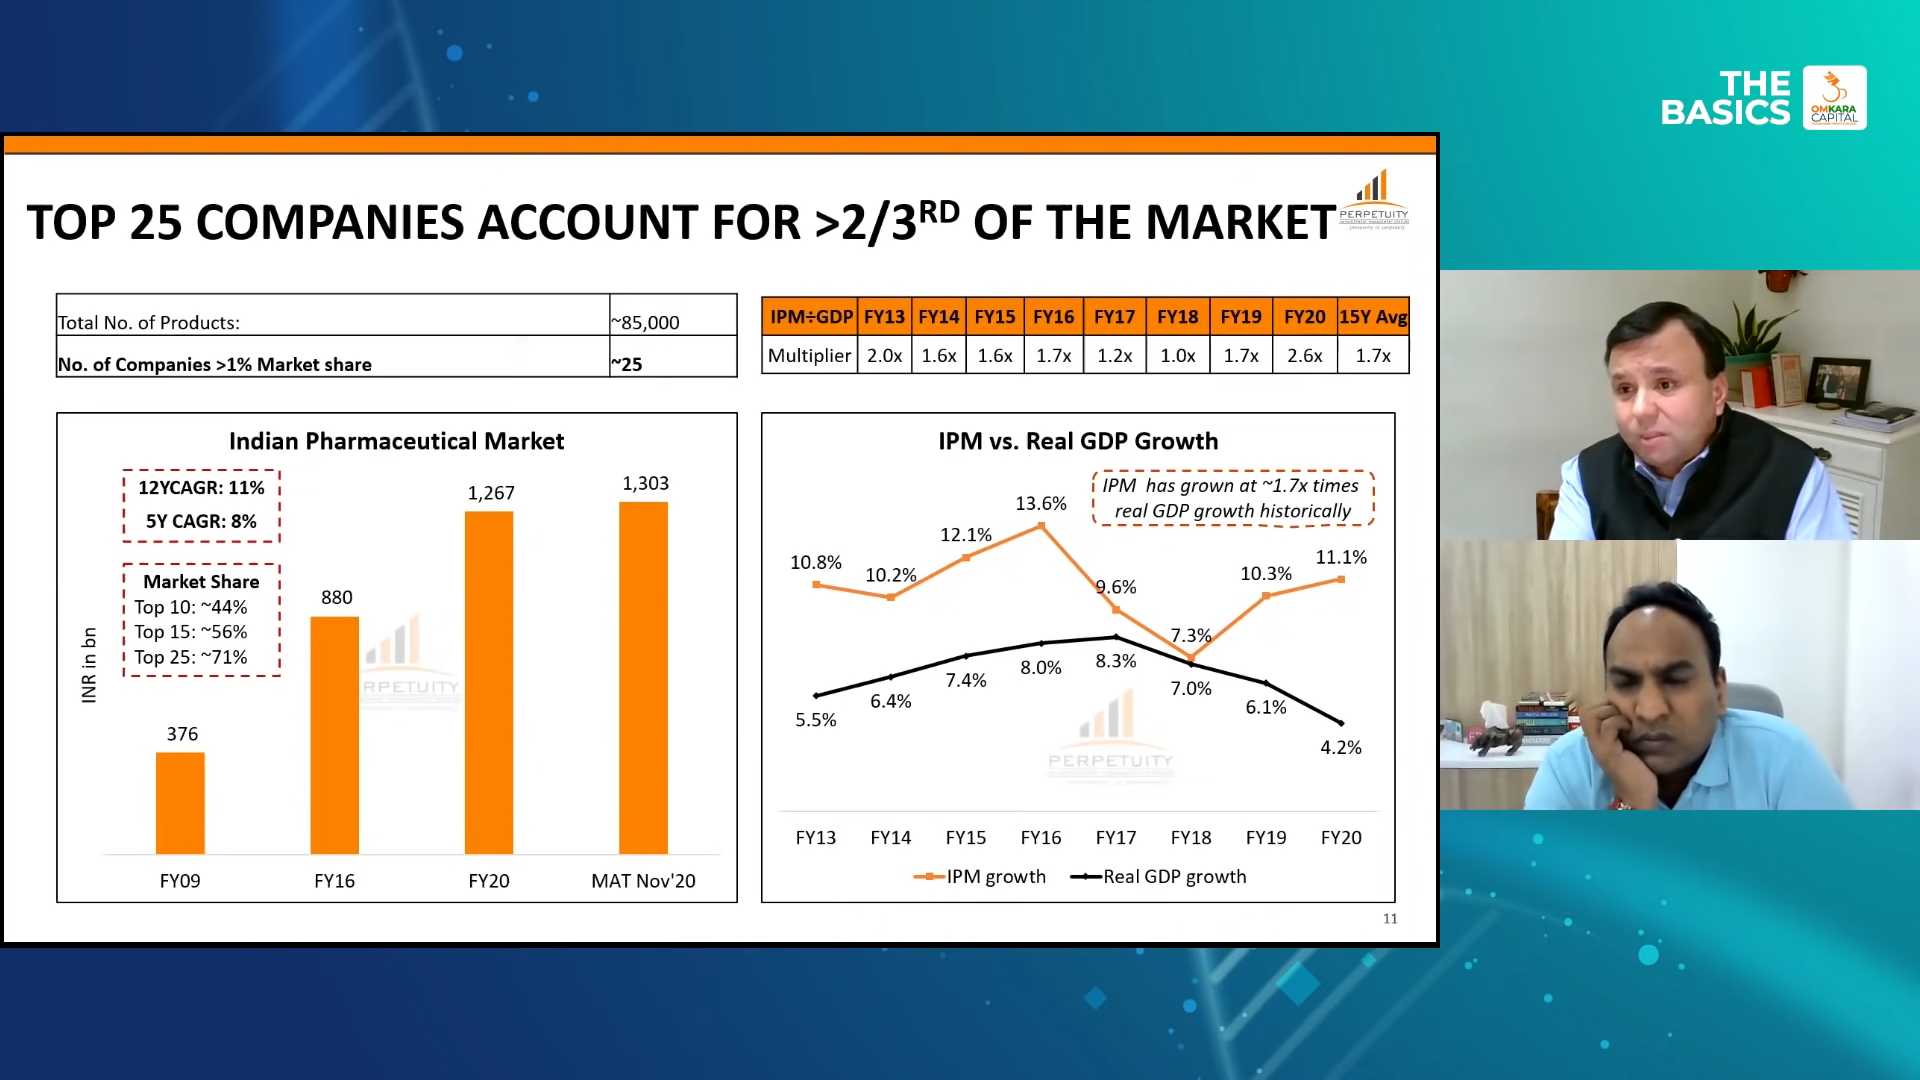 THE
BASICS
OMKARA
CAPITAL
TOP 25 COMPANIES ACCOUNT FOR >2/3RD OF THE MARKET
PERPETUITY
prosperity in perpetuity
Total No. of Products: ~85,000
No. of Companies >1% Market share ~25
IPM÷GDP FY13 FY14 FY15 FY16 FY17 FY18 FY19 FY20 15Y Avg
Multiplier 2.0x 1.6x 1.6x 1.7x 1.2x 1.0x 1.7x 2.6x 1.7x
Indian Pharmaceutical Market
12YCAGR: 11%
5Y CAGR: 8%
Market Share
Top 10: ~44%
Top 15: ~56%
Top 25: ~71%
INR in bn
376
880
1,267
1,303
RPETUITY
FY09 FY16 FY20 MAT Nov'20
IPM vs. Real GDP Growth
IPM has grown at ~1.7x times
real GDP growth historically
10.8% 10.2% 12.1% 13.6% 9.6% 7.3% 10.3% 11.1%
5.5% 6.4% 7.4% 8.0% 8.3% 7.0% 6.1% 4.2%
PERPETUITY
FY13 FY14 FY15 FY16 FY17 FY18 FY19 FY20
IPM growth Real GDP growth
11